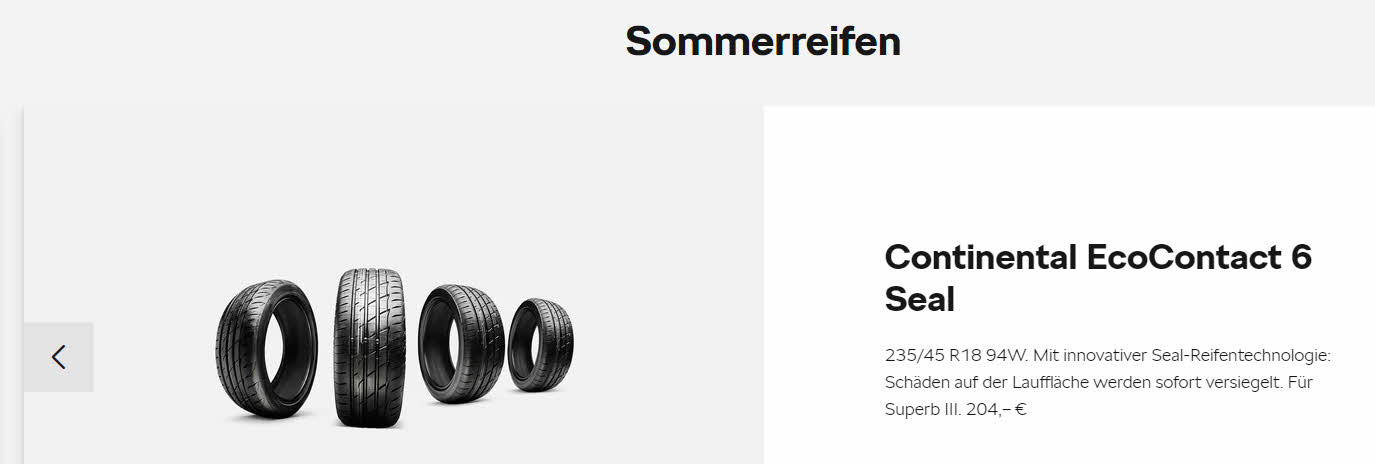 Sommerreifen
Continental EcoContact 6
Seal
235/45 R18 94W. Mit innovativer Seal-Reifentechnologie:
Schäden auf der Lauffläche werden sofort versiegelt. Für
Superb III. 204,– €